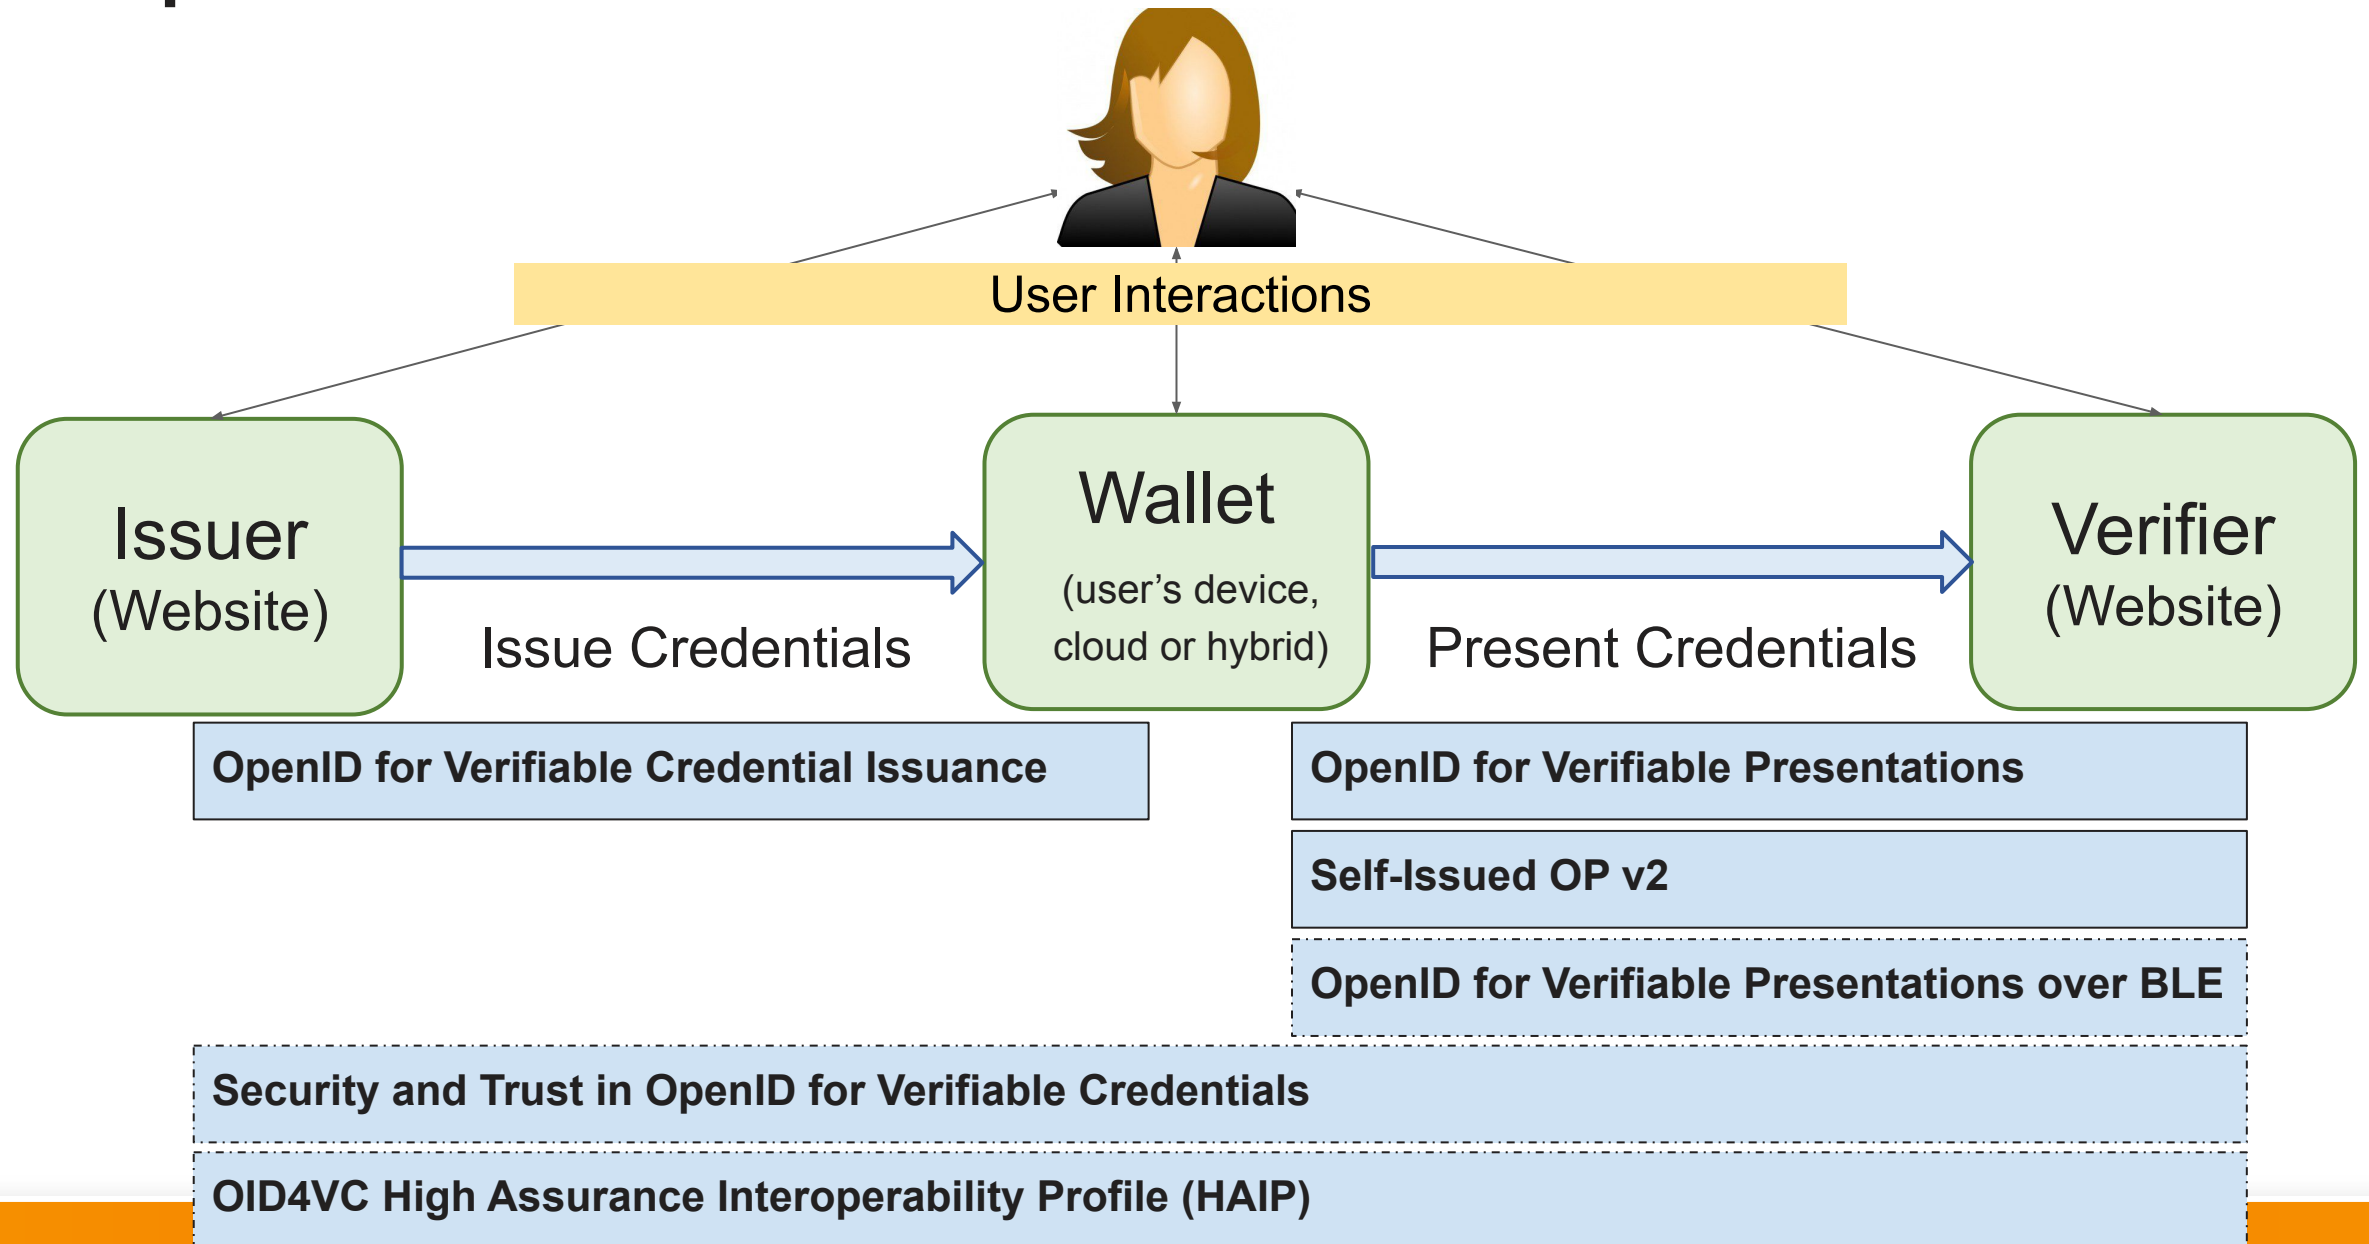 User Interactions
Issuer
(Website)
Issue Credentials
Wallet
(user’s device,
cloud or hybrid)
Present Credentials
Verifier
(Website)
OpenID for Verifiable Credential Issuance
OpenID for Verifiable Presentations
Self-Issued OP v2
OpenID for Verifiable Presentations over BLE
Security and Trust in OpenID for Verifiable Credentials
OID4VC High Assurance Interoperability Profile (HAIP)